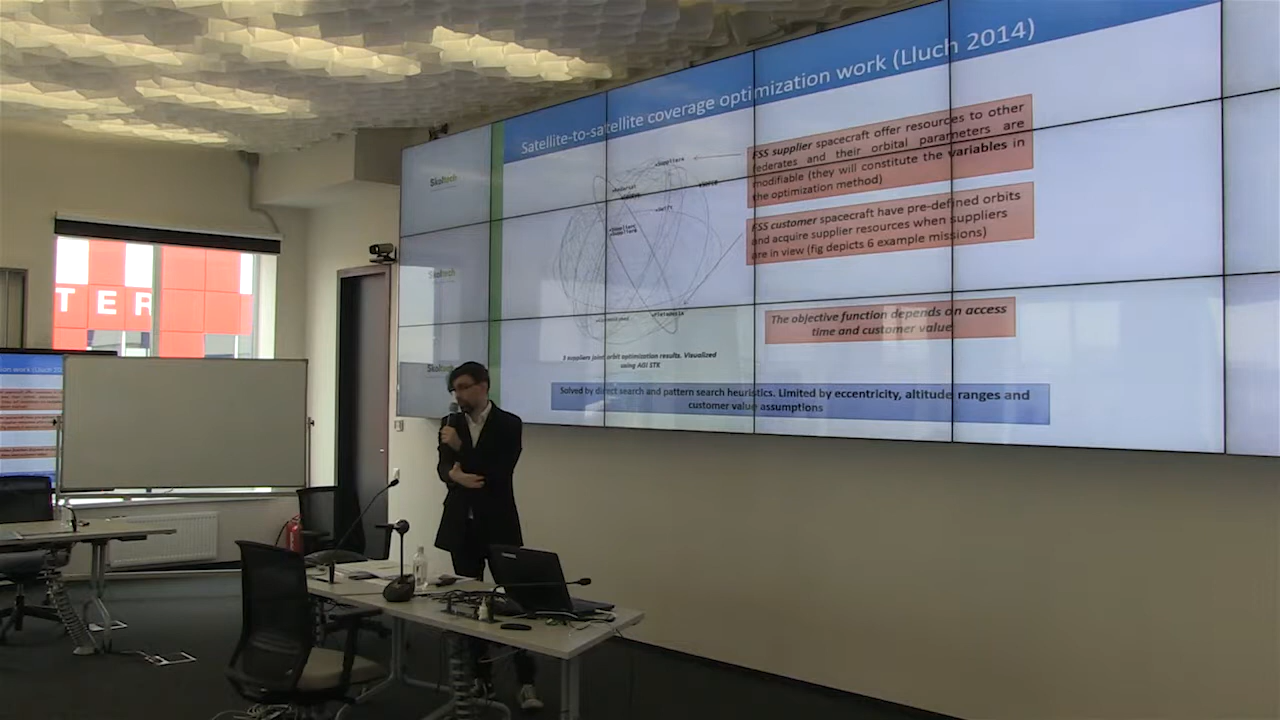 Satellite-to-satellite coverage optimization work (Lluch 2014)
Skoltech
Skoltech
Skoltech
FSS supplier spacecraft offer resources to other
federates and their orbital parameters are
modifiable (they will constitute the variables in
the optimization method)
FSS customer spacecraft have pre-defined orbits
and acquire supplier resources when suppliers
are in view (fig depicts 6 example missions)
The objective function depends on access
time and customer value
3 suppliers joint orbit optimization results. Visualized
using AGI STK
Solved by direct search and pattern search heuristics. Limited by eccentricity, altitude ranges and
customer value assumptions
TER